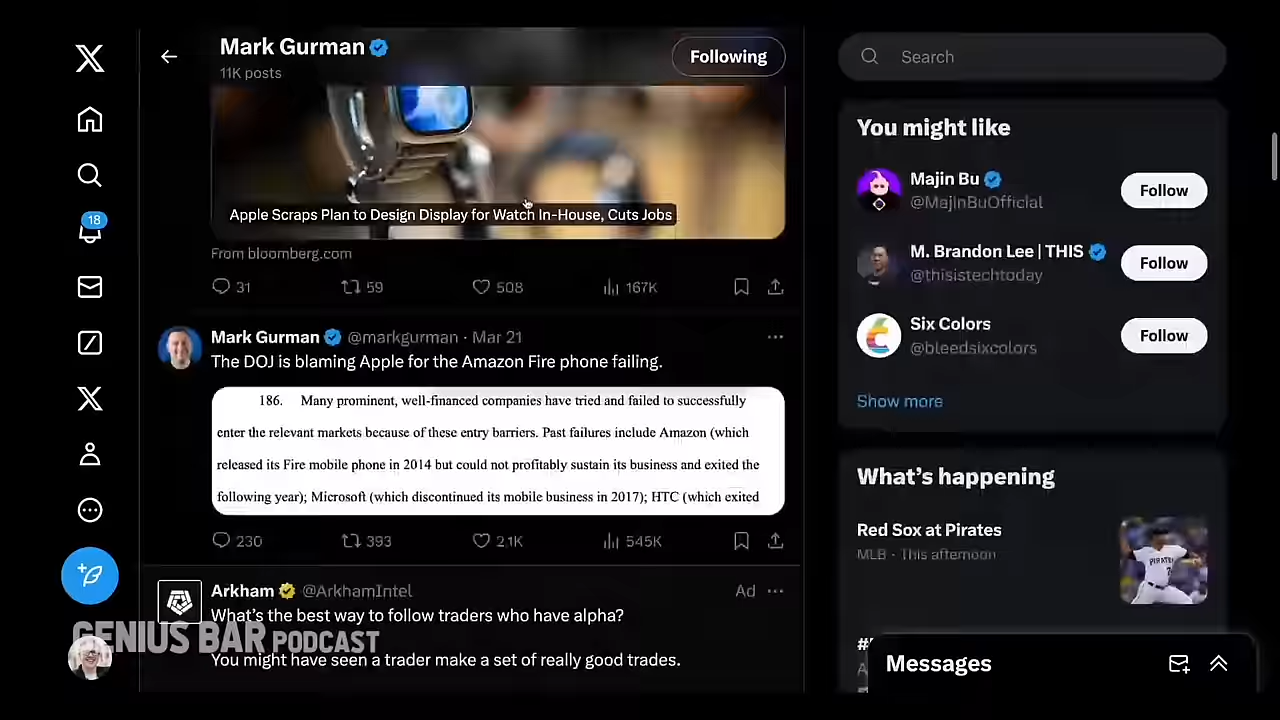 Mark Gurman
11K posts
Following
Apple Scraps Plan to Design Display for Watch In-House, Cuts Jobs
From bloomberg.com
31 59 508 167K
Mark Gurman @markgurman · Mar 21
The DOJ is blaming Apple for the Amazon Fire phone failing.
186. Many prominent, well-financed companies have tried and failed to successfully
enter the relevant markets because of these entry barriers. Past failures include Amazon (which
released its Fire mobile phone in 2014 but could not profitably sustain its business and exited the
following year); Microsoft (which discontinued its mobile business in 2017); HTC (which exited
230 393 2.1K 545K
Arkham @ArkhamIntel Ad
What's the best way to follow traders who have alpha?
You might have seen a trader make a set of really good trades.
18
GENIUS BAR PODCAST
Search
You might like
Majin Bu
@MajinBuOfficial
Follow
M. Brandon Lee | THIS
@thisistechtoday
Follow
Six Colors
@bleedsixcolors
Follow
Show more
What's happening
Red Sox at Pirates
MLB · This afternoon
PIRATES
Messages